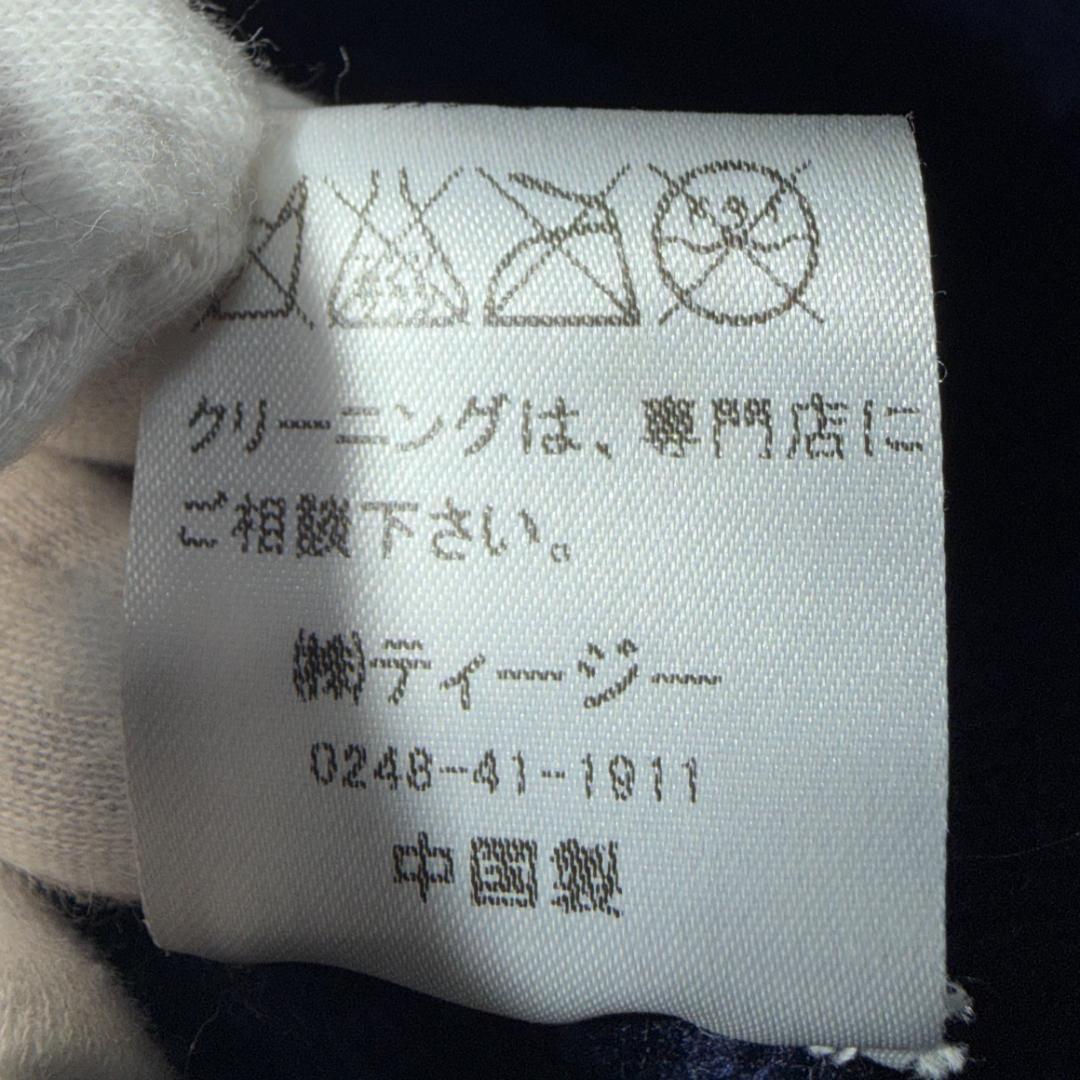 クリーニングは、専門店に
ご相談下さい。
㈱ティージー
0248-41-1911
中国製